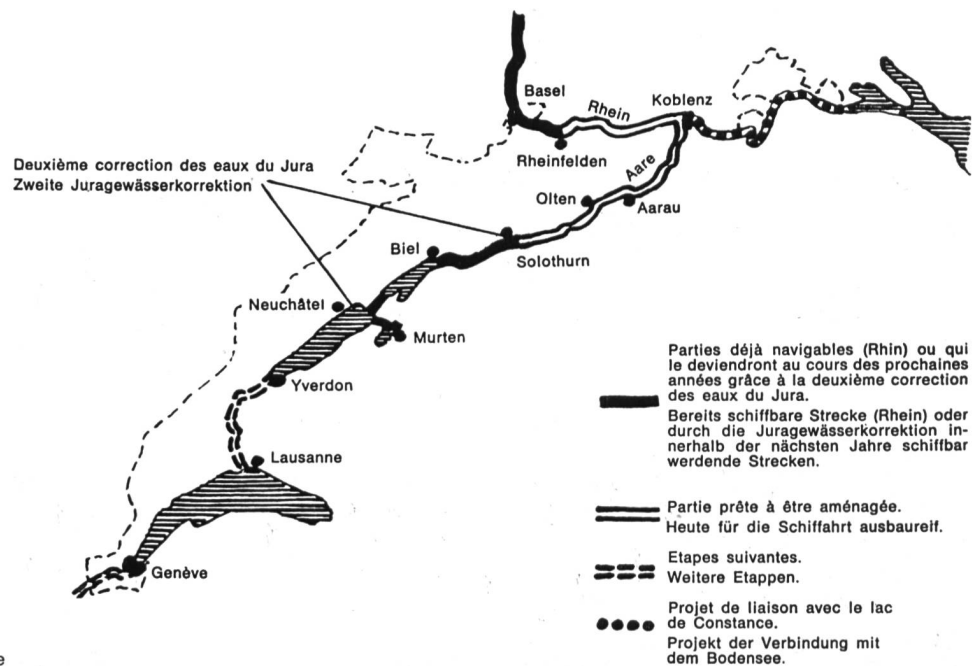 Basel
Rhein
Koblenz
Rheinfelden
Deuxième correction des eaux du Jura
Zweite Juragewässerkorrektion
Aare
Olten
Aarau
Biel
Solothurn
Neuchâtel
Murten
Yverdon
Lausanne
Genève
Parties déjà navigables (Rhin) ou qui
le deviendront au cours des prochaines
années grâce à la deuxième correction
des eaux du Jura.
Bereits schiffbare Strecke (Rhein) oder
durch die Juragewässerkorrektion in-
nerhalb der nächsten Jahre schiffbar
werdende Strecken.
Partie prête à être aménagée.
Heute für die Schiffahrt ausbaureif.
Etapes suivantes.
Weitere Etappen.
Projet de liaison avec le lac
de Constance.
Projekt der Verbindung mit
dem Bodensee.
e